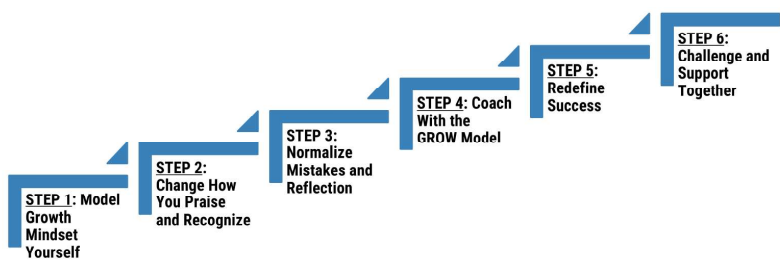 STEP 1: Model
Growth
Mindset
Yourself
STEP 2:
Change How
You Praise
and Recognize
STEP 3:
Normalize
Mistakes and
Reflection
STEP 4: Coach
With the
GROW Model
STEP 5:
Redefine
Success
STEP 6:
Challenge and
Support
Together